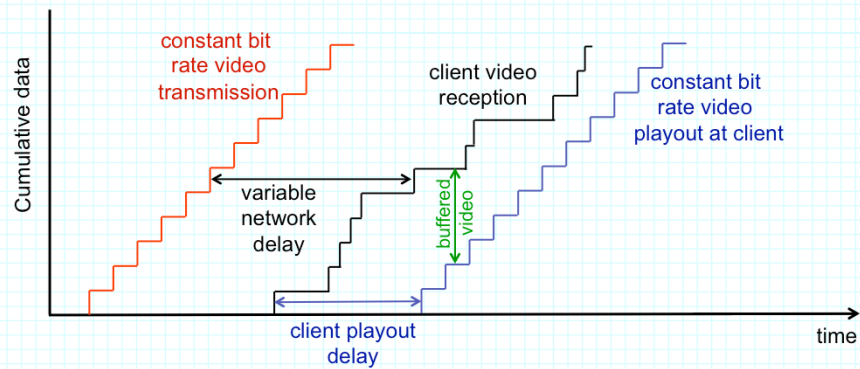 constant bit
rate video
transmission
client video
reception
constant bit
rate video
playout at client
Cumulative data
variable
network
delay
buffered
video
client playout
delay
time